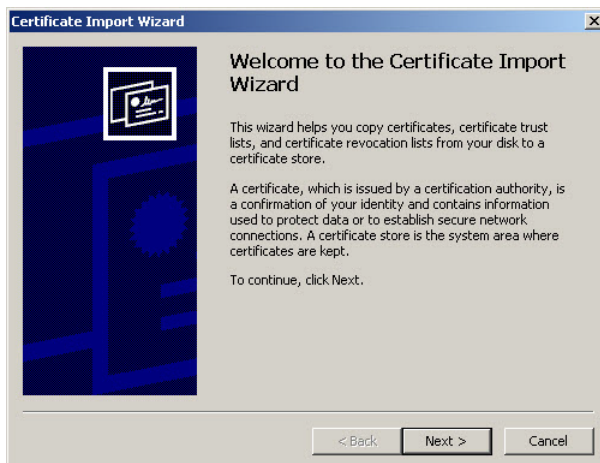 Certificate Import Wizard
Welcome to the Certificate Import
Wizard
This wizard helps you copy certificates, certificate trust
lists, and certificate revocation lists from your disk to a
certificate store.
A certificate, which is issued by a certification authority, is
a confirmation of your identity and contains information
used to protect data or to establish secure network
connections. A certificate store is the system area where
certificates are kept.
To continue, click Next.
< Back Next > Cancel